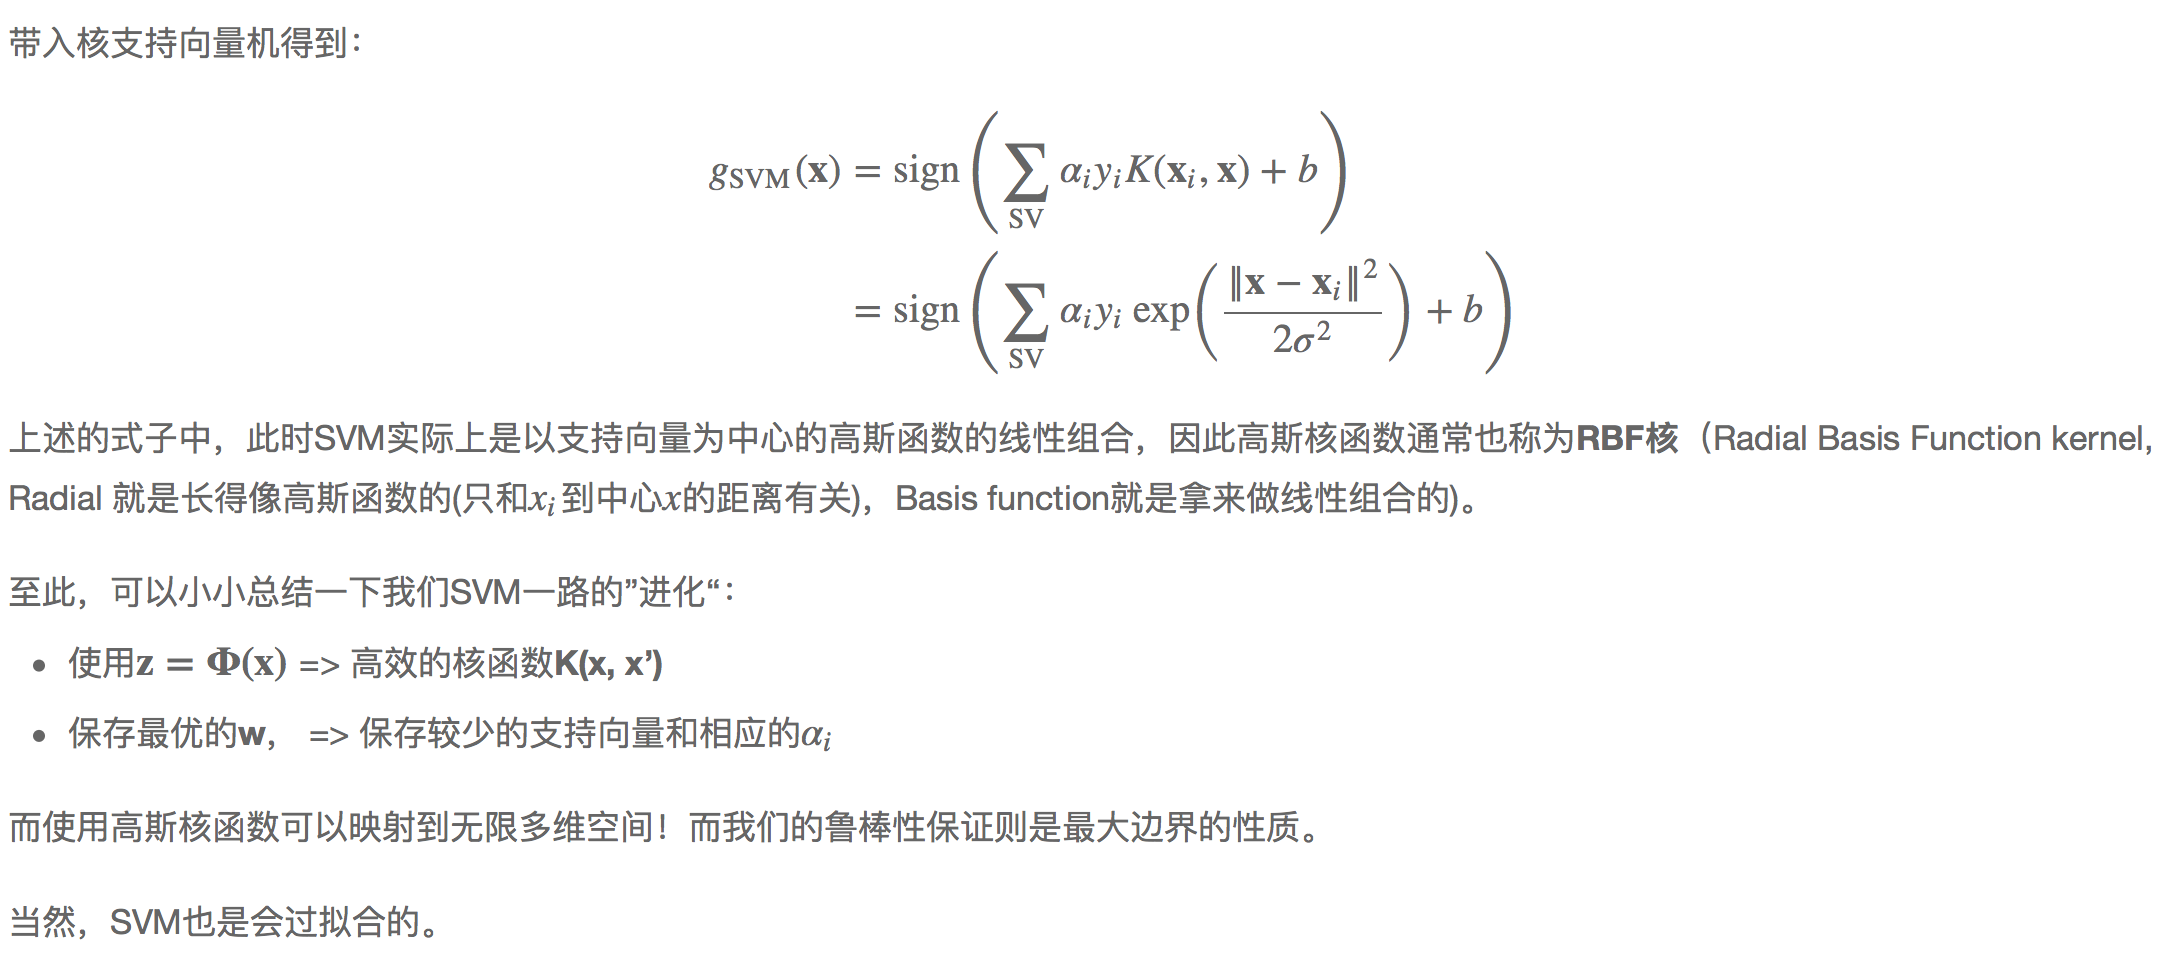 带入核支持向量机得到：
g_SVM(𝐱) = sign(∑_SV α_i y_i K(𝐱_i, 𝐱) + b)
= sign(∑_SV α_i y_i exp(‖𝐱 − 𝐱_i‖² / 2σ²) + b)
上述的式子中，此时SVM实际上是以支持向量为中心的高斯函数的线性组合，因此高斯核函数通常也称为RBF核（Radial Basis Function kernel,
Radial 就是长得像高斯函数的(只和x_i到中心x的距离有关)，Basis function就是拿来做线性组合的)。
至此，可以小小总结一下我们SVM一路的”进化“：
• 使用𝐳 = 𝚽(𝐱) => 高效的核函数K(x, x’)
• 保存最优的w， => 保存较少的支持向量和相应的α_i
而使用高斯核函数可以映射到无限多维空间！而我们的鲁棒性保证则是最大边界的性质。
当然，SVM也是会过拟合的。